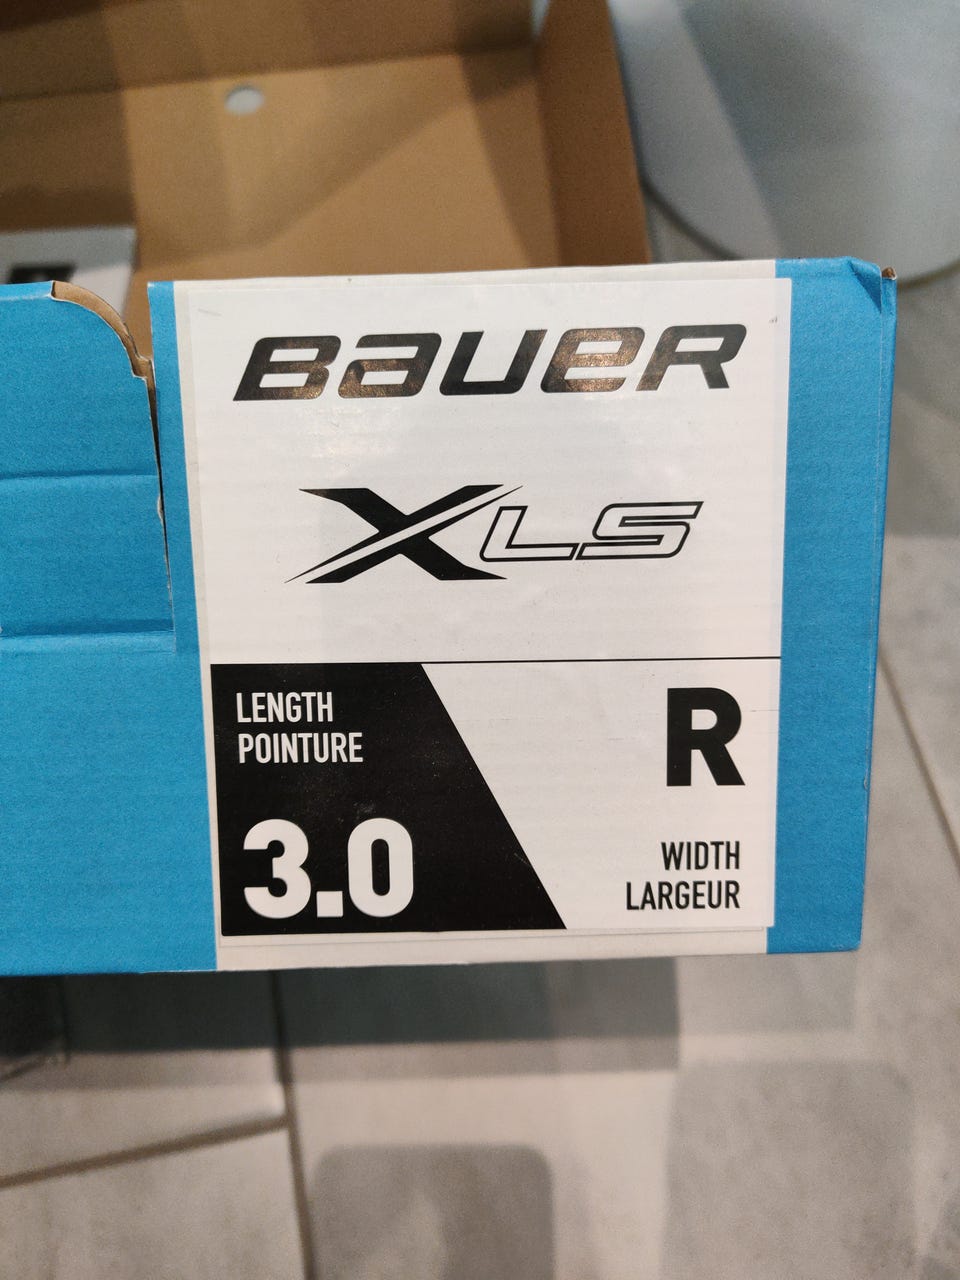 BAUER
XLS
LENGTH
POINTURE
3.0
R
WIDTH
LARGEUR